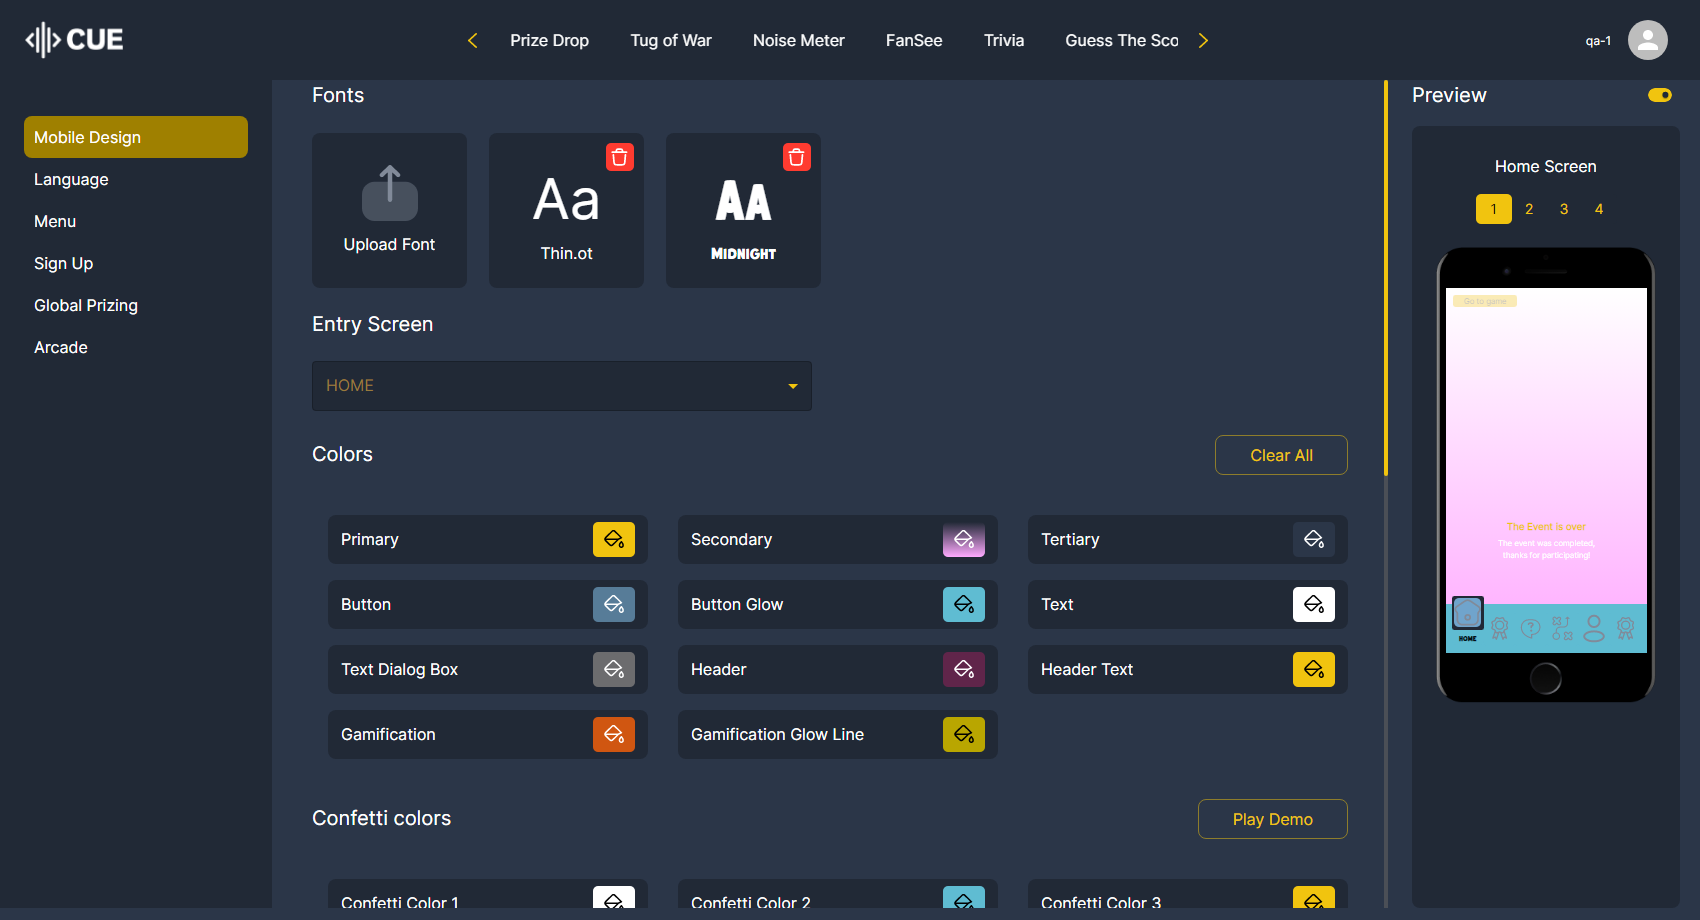 CUE
Prize Drop
Tug of War
Noise Meter
FanSee
Trivia
Guess The Sco
qa-1
Mobile Design
Language
Menu
Sign Up
Global Prizing
Arcade
Fonts
Upload Font
Aa
Thin.ot
AA
MIDNIGHT
Entry Screen
HOME
Colors
Clear All
Primary
Secondary
Tertiary
Button
Button Glow
Text
Text Dialog Box
Header
Header Text
Gamification
Gamification Glow Line
Confetti colors
Play Demo
Confetti Color 1
Confetti Color 2
Confetti Color 3
Preview
Home Screen
1 2 3 4
Go to game
The Event is over
The event was completed,
thanks for participating!
HOME